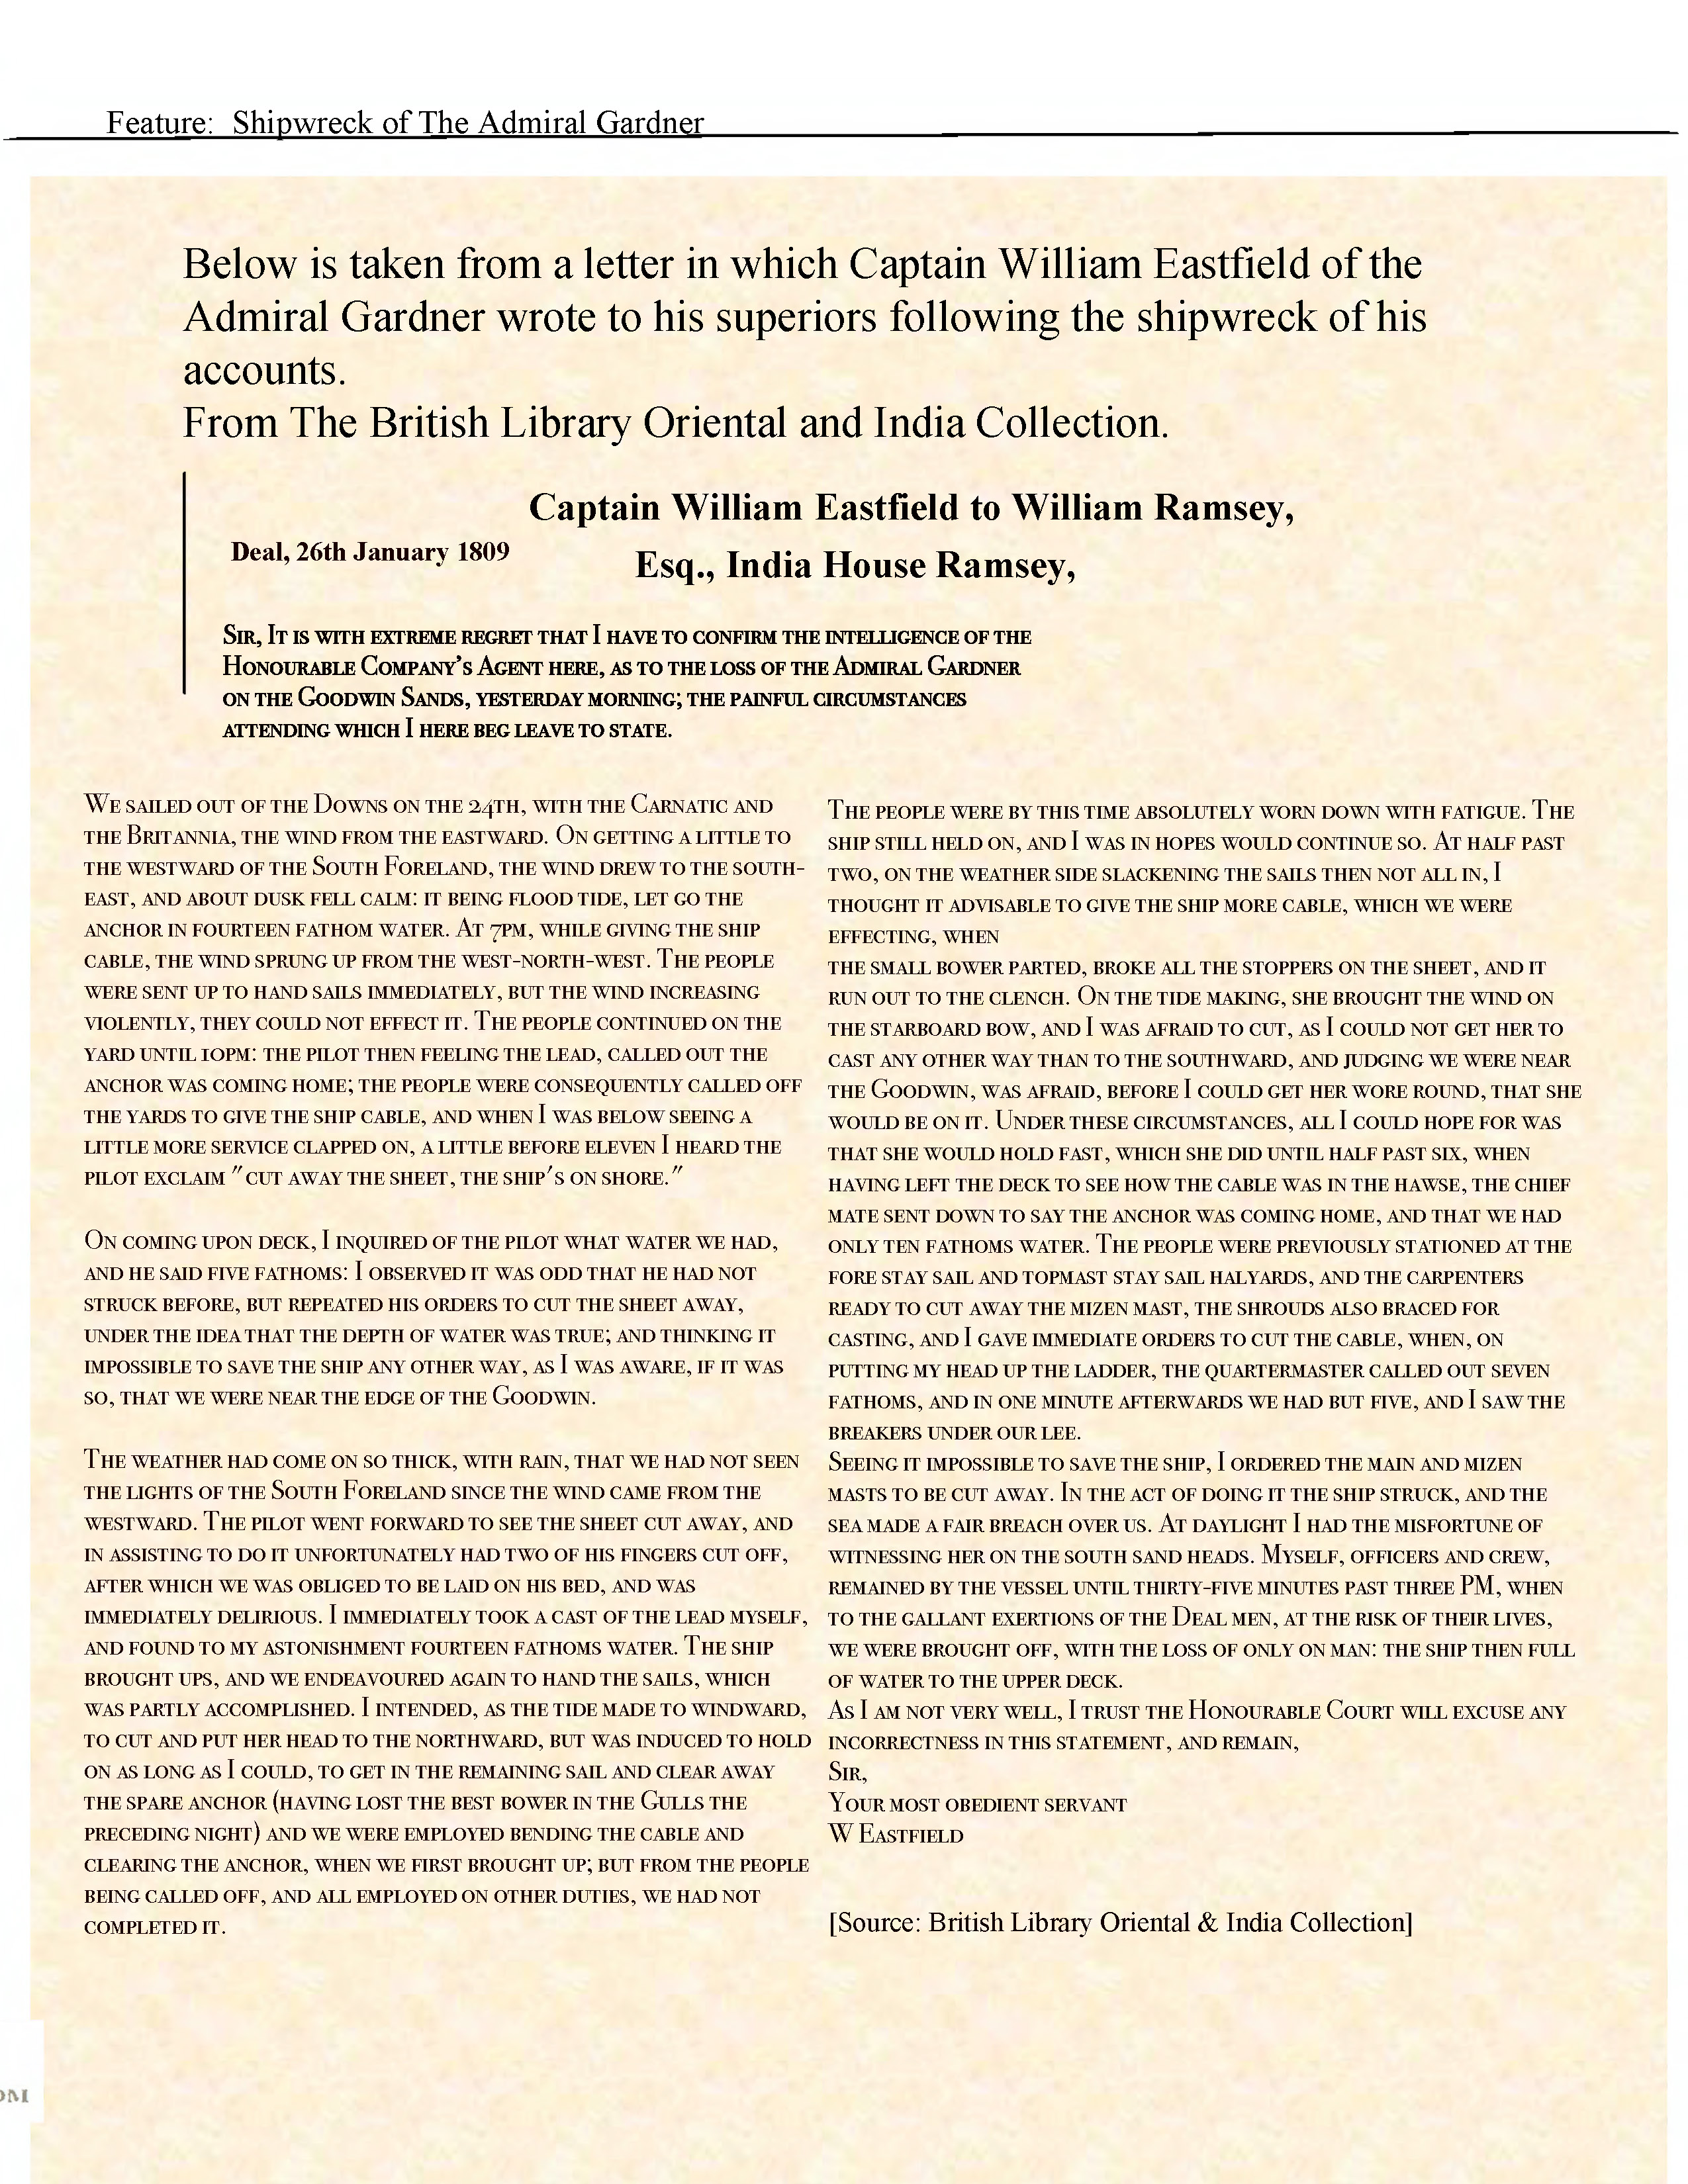 Feature: Shipwreck of The Admiral Gardner
Below is taken from a letter in which Captain William Eastfield of the
Admiral Gardner wrote to his superiors following the shipwreck of his
accounts.
From The British Library Oriental and India Collection.
Captain William Eastfield to William Ramsey,
Deal, 26th January 1809
Esq., India House Ramsey,
Sir, It is with extreme regret that I have to confirm the intelligence of the
Honourable Company's Agent here, as to the loss of the Admiral Gardner
on the Goodwin Sands, yesterday morning; the painful circumstances
attending which I here beg leave to state.
We sailed out of the Downs on the 24th, with the Carnatic and
the Britannia, the wind from the eastward. On getting a little to
the westward of the South Foreland, the wind drew to the south-
east, and about dusk fell calm: it being flood tide, let go the
anchor in fourteen fathom water. At 7pm, while giving the ship
cable, the wind sprung up from the west-north-west. The people
were sent up to hand sails immediately, but the wind increasing
violently, they could not effect it. The people continued on the
yard until 10pm: the pilot then feeling the lead, called out the
anchor was coming home; the people were consequently called off
the yards to give the ship cable, and when I was below seeing a
little more service clapped on, a little before eleven I heard the
pilot exclaim "cut away the sheet, the ship's on shore."
On coming upon deck, I inquired of the pilot what water we had,
and he said five fathoms: I observed it was odd that he had not
struck before, but repeated his orders to cut the sheet away,
under the idea that the depth of water was true; and thinking it
impossible to save the ship any other way, as I was aware, if it was
so, that we were near the edge of the Goodwin.
The weather had come on so thick, with rain, that we had not seen
the lights of the South Foreland since the wind came from the
westward. The pilot went forward to see the sheet cut away, and
in assisting to do it unfortunately had two of his fingers cut off,
after which we was obliged to be laid on his bed, and was
immediately delirious. I immediately took a cast of the lead myself,
and found to my astonishment fourteen fathoms water. The ship
brought ups, and we endeavoured again to hand the sails, which
was partly accomplished. I intended, as the tide made to windward,
to cut and put her head to the northward, but was induced to hold
on as long as I could, to get in the remaining sail and clear away
the spare anchor (having lost the best bower in the Gulls the
preceding night) and we were employed bending the cable and
clearing the anchor, when we first brought up; but from the people
being called off, and all employed on other duties, we had not
completed it.
The people were by this time absolutely worn down with fatigue. The
ship still held on, and I was in hopes would continue so. At half past
two, on the weather side slackening the sails then not all in, I
thought it advisable to give the ship more cable, which we were
effecting, when
the small bower parted, broke all the stoppers on the sheet, and it
run out to the clench. On the tide making, she brought the wind on
the starboard bow, and I was afraid to cut, as I could not get her to
cast any other way than to the southward, and judging we were near
the Goodwin, was afraid, before I could get her wore round, that she
would be on it. Under these circumstances, all I could hope for was
that she would hold fast, which she did until half past six, when
having left the deck to see how the cable was in the hawse, the chief
mate sent down to say the anchor was coming home, and that we had
only ten fathoms water. The people were previously stationed at the
fore stay sail and topmast stay sail halyards, and the carpenters
ready to cut away the mizen mast, the shrouds also braced for
casting, and I gave immediate orders to cut the cable, when, on
putting my head up the ladder, the quartermaster called out seven
fathoms, and in one minute afterwards we had but five, and I saw the
breakers under our lee.
Seeing it impossible to save the ship, I ordered the main and mizen
masts to be cut away. In the act of doing it the ship struck, and the
sea made a fair breach over us. At daylight I had the misfortune of
witnessing her on the south sand heads. Myself, officers and crew,
remained by the vessel until thirty-five minutes past three PM, when
to the gallant exertions of the Deal men, at the risk of their lives,
we were brought off, with the loss of only on man: the ship then full
of water to the upper deck.
As I am not very well, I trust the Honourable Court will excuse any
incorrectness in this statement, and remain,
Sir,
Your most obedient servant
W Eastfield
[Source: British Library Oriental & India Collection]